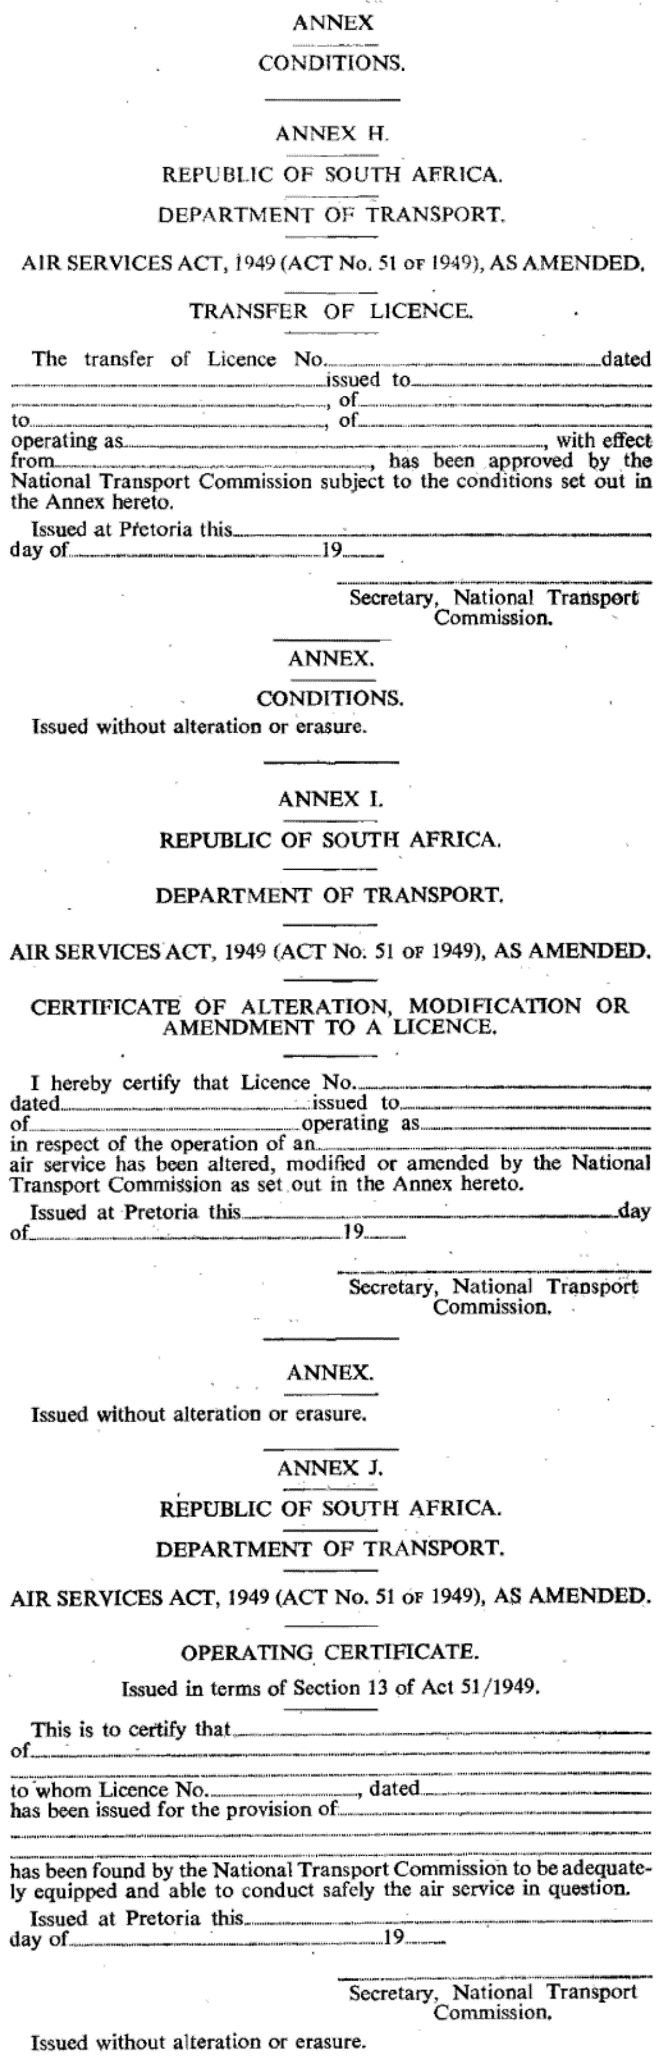 ANNEX
CONDITIONS.
ANNEX H.
REPUBLIC OF SOUTH AFRICA.
DEPARTMENT OF TRANSPORT.
AIR SERVICES ACT, 1949 (ACT No. 51 OF 1949), AS AMENDED.
TRANSFER OF LICENCE.
The transfer of Licence No. dated
issued to
, of
to , of
operating as , with effect
from , has been approved by the
National Transport Commission subject to the conditions set out in
the Annex hereto.
Issued at Pretoria this
day of 19
Secretary, National Transport
Commission.
ANNEX.
CONDITIONS.
Issued without alteration or erasure.
ANNEX I.
REPUBLIC OF SOUTH AFRICA.
DEPARTMENT OF TRANSPORT.
AIR SERVICES ACT, 1949 (ACT No. 51 OF 1949), AS AMENDED.
CERTIFICATE OF ALTERATION, MODIFICATION OR
AMENDMENT TO A LICENCE.
I hereby certify that Licence No.
dated issued to
of operating as
in respect of the operation of an
air service has been altered, modified or amended by the National
Transport Commission as set out in the Annex hereto.
Issued at Pretoria this day
of 19
Secretary, National Transport
Commission.
ANNEX.
Issued without alteration or erasure.
ANNEX J.
REPUBLIC OF SOUTH AFRICA.
DEPARTMENT OF TRANSPORT.
AIR SERVICES ACT, 1949 (ACT No. 51 OF 1949), AS AMENDED.
OPERATING CERTIFICATE.
Issued in terms of Section 13 of Act 51/1949.
This is to certify that
of
to whom Licence No. , dated
has been issued for the provision of
has been found by the National Transport Commission to be adequate-
ly equipped and able to conduct safely the air service in question.
Issued at Pretoria this
day of 19
Secretary, National Transport
Commission.
Issued without alteration or erasure.